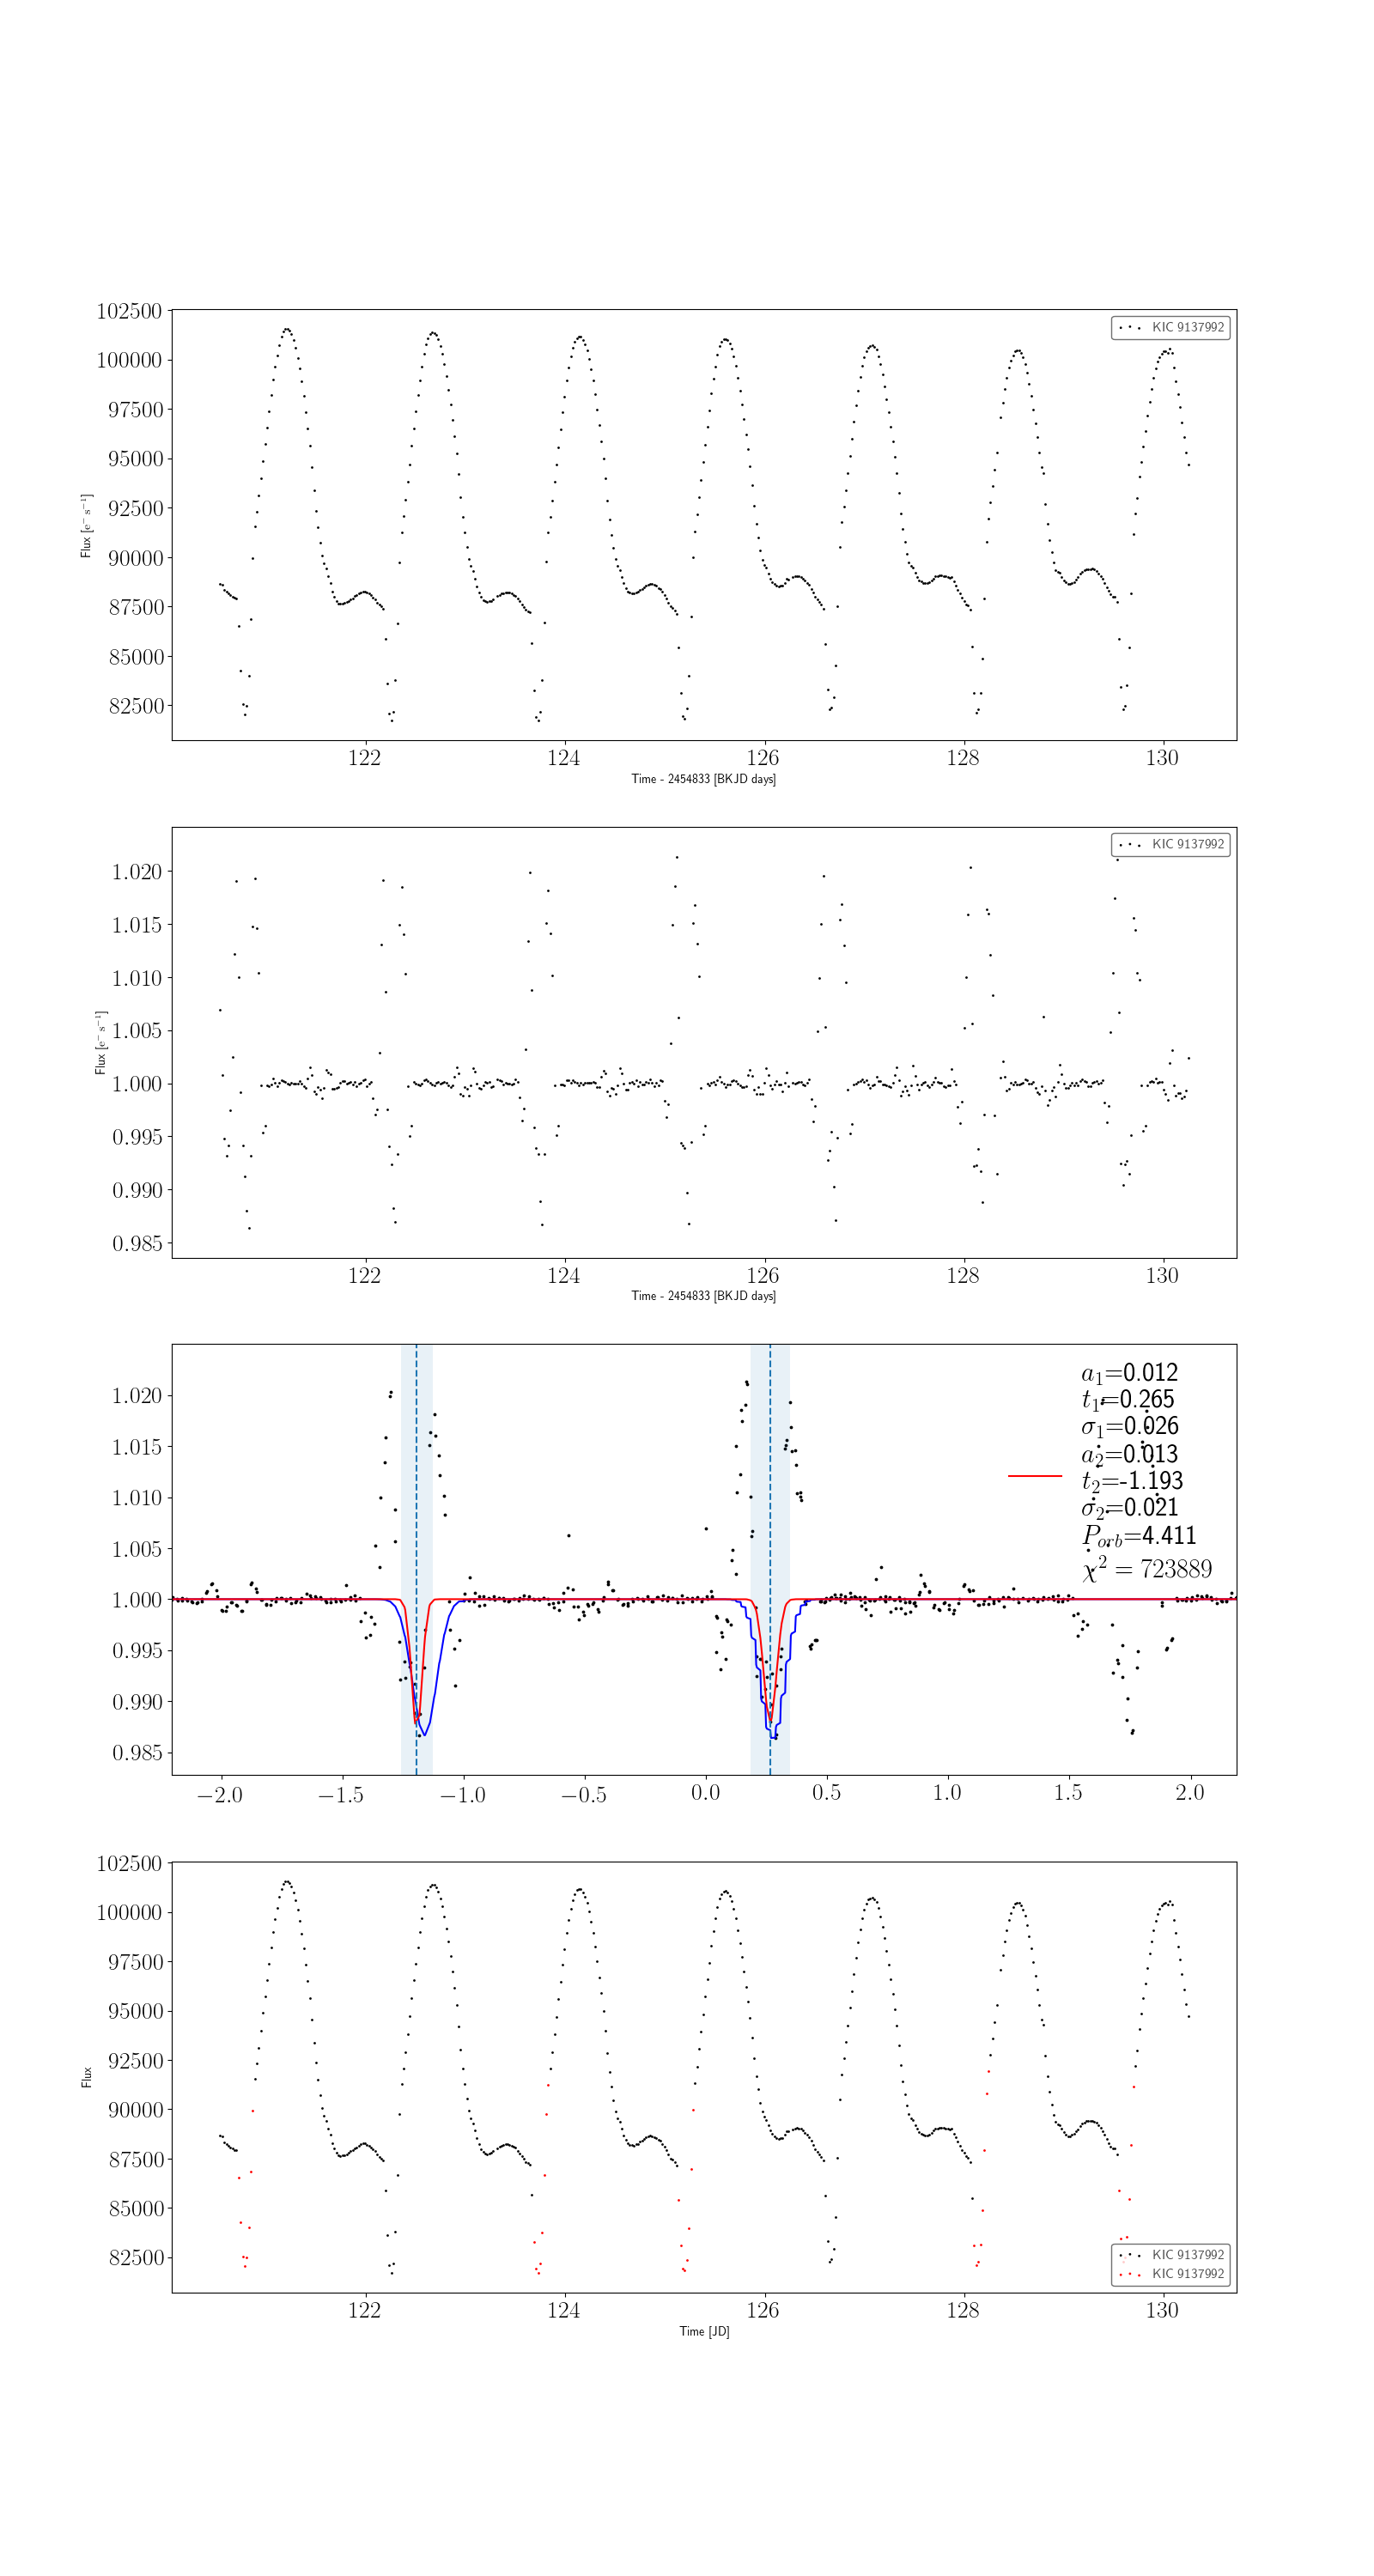 102500
100000
97500
95000
92500
90000
87500
85000
82500
Flux [e⁻ s⁻¹]
KIC 9137992
122 124 126 128 130
Time - 2454833 [BKJD days]
1.020
1.015
1.010
1.005
1.000
0.995
0.990
0.985
Flux [e⁻ s⁻¹]
KIC 9137992
122 124 126 128 130
Time - 2454833 [BKJD days]
1.020
1.015
1.010
1.005
1.000
0.995
0.990
0.985
a₁=0.012
t₁=0.265
σ₁=0.026
a₂=0.013
t₂=-1.193
σ₂=0.021
P_orb=4.411
χ² = 723889
−2.0 −1.5 −1.0 −0.5 0.0 0.5 1.0 1.5 2.0
102500
100000
97500
95000
92500
90000
87500
85000
82500
Flux
KIC 9137992
KIC 9137992
122 124 126 128 130
Time [JD]